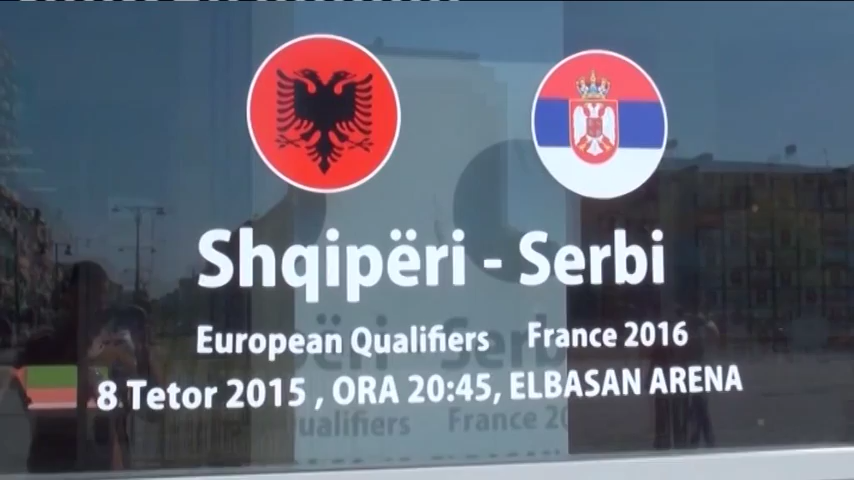 Shqipëri - Serbi
European Qualifiers France 2016
8 Tetor 2015 , ORA 20:45, ELBASAN ARENA